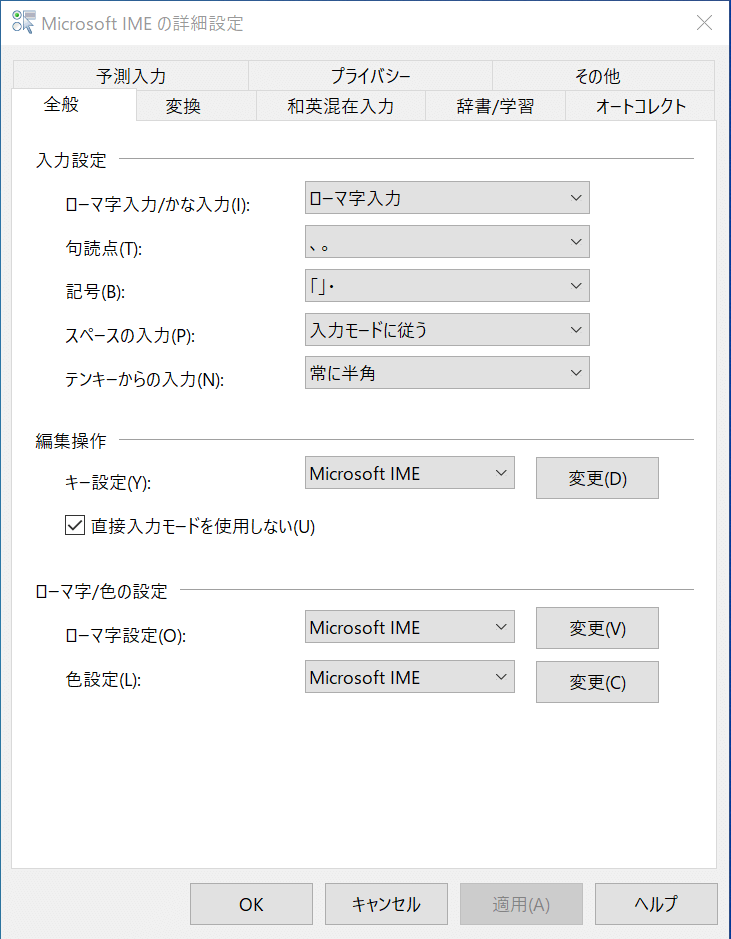 Microsoft IME の詳細設定
予測入力 プライバシー その他
全般 変換 和英混在入力 辞書/学習 オートコレクト
入力設定
ローマ字入力/かな入力(I): ローマ字入力
句読点(T): 、。
記号(B): 「」・
スペースの入力(P): 入力モードに従う
テンキーからの入力(N): 常に半角
編集操作
キー設定(Y): Microsoft IME 変更(D)
直接入力モードを使用しない(U)
ローマ字/色の設定
ローマ字設定(O): Microsoft IME 変更(V)
色設定(L): Microsoft IME 変更(C)
OK キャンセル 適用(A) ヘルプ